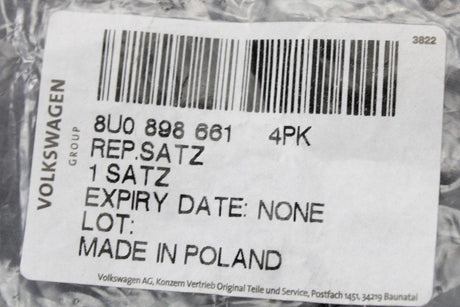 3822
VOLKSWAGEN
GROUP
8U0 898 661 4PK
REP.SATZ
1 SATZ
EXPIRY DATE: NONE
LOT:
MADE IN POLAND
Volkswagen AG, Konzern Vertrieb Original Teile und Service, Postfach 1451, 34219 Baunatal